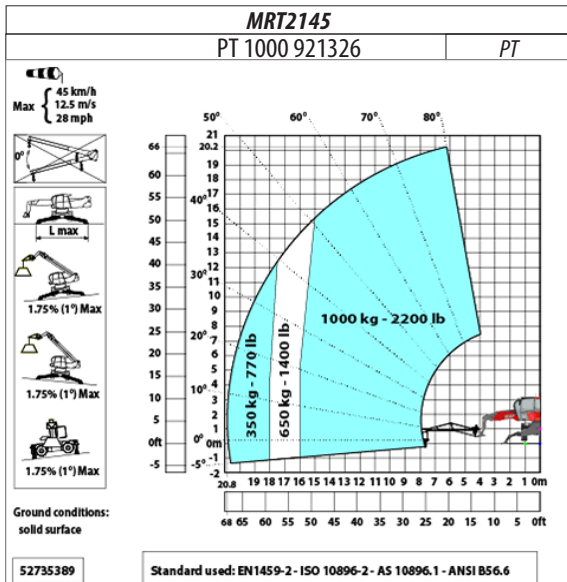 MRT2145
PT 1000 921326
PT
Max { 45 km/h
12.5 m/s
28 mph
0°
L max
1.75% (1°) Max
1.75% (1°) Max
1.75% (1°) Max
Ground conditions:
solid surface
52735389
50° 60° 70° 80°
40°
30°
20°
10°
0°
-5°
66
60
55
50
45
40
35
30
25
20
15
10
5
0ft
-5
21
20.2
19
18
17
16
15
14
13
12
11
10
9
8
7
6
5
4
3
2
1
0m
-1
-2
350 kg - 770 lb
650 kg - 1400 lb
1000 kg - 2200 lb
20.8 19 18 17 16 15 14 13 12 11 10 9 8 7 6 5 4 3 2 1 0m
68 65 60 55 50 45 40 35 30 25 20 15 10 5 0ft
Standard used: EN1459-2 - ISO 10896-2 - AS 10896.1 - ANSI B56.6